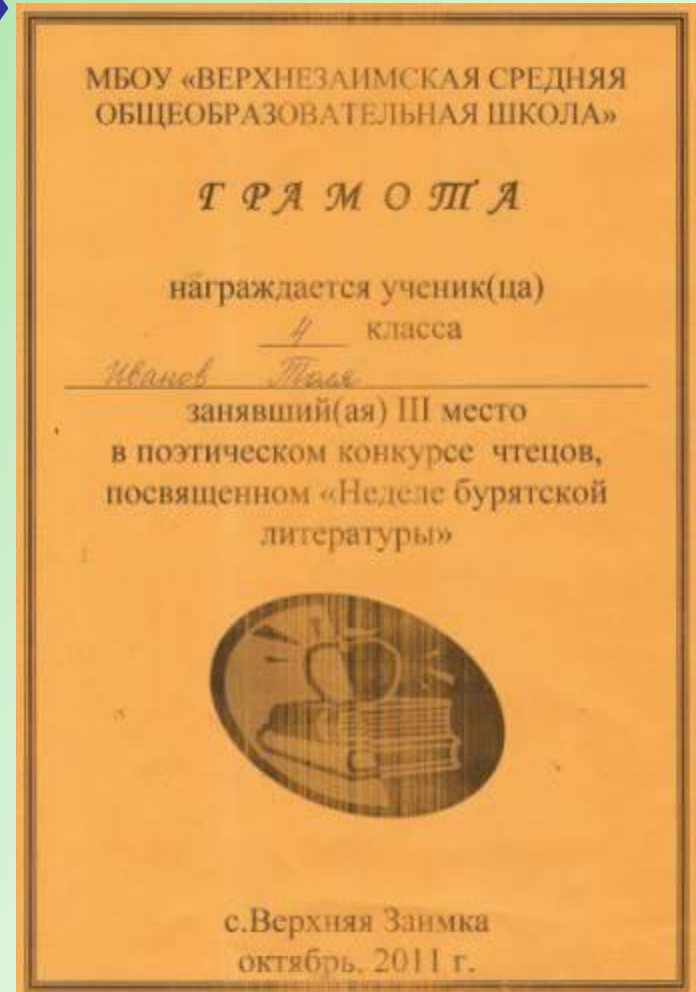 МБОУ «ВЕРХНЕЗАИМСКАЯ СРЕДНЯЯ
ОБЩЕОБРАЗОВАТЕЛЬНАЯ ШКОЛА»
Г Р А М О Т А
награждается ученик(ца)
4 класса
Иванов Толя
занявший(ая) III место
в поэтическом конкурсе чтецов,
посвященном «Неделе бурятской
литературы»
с.Верхняя Заимка
октябрь, 2011 г.